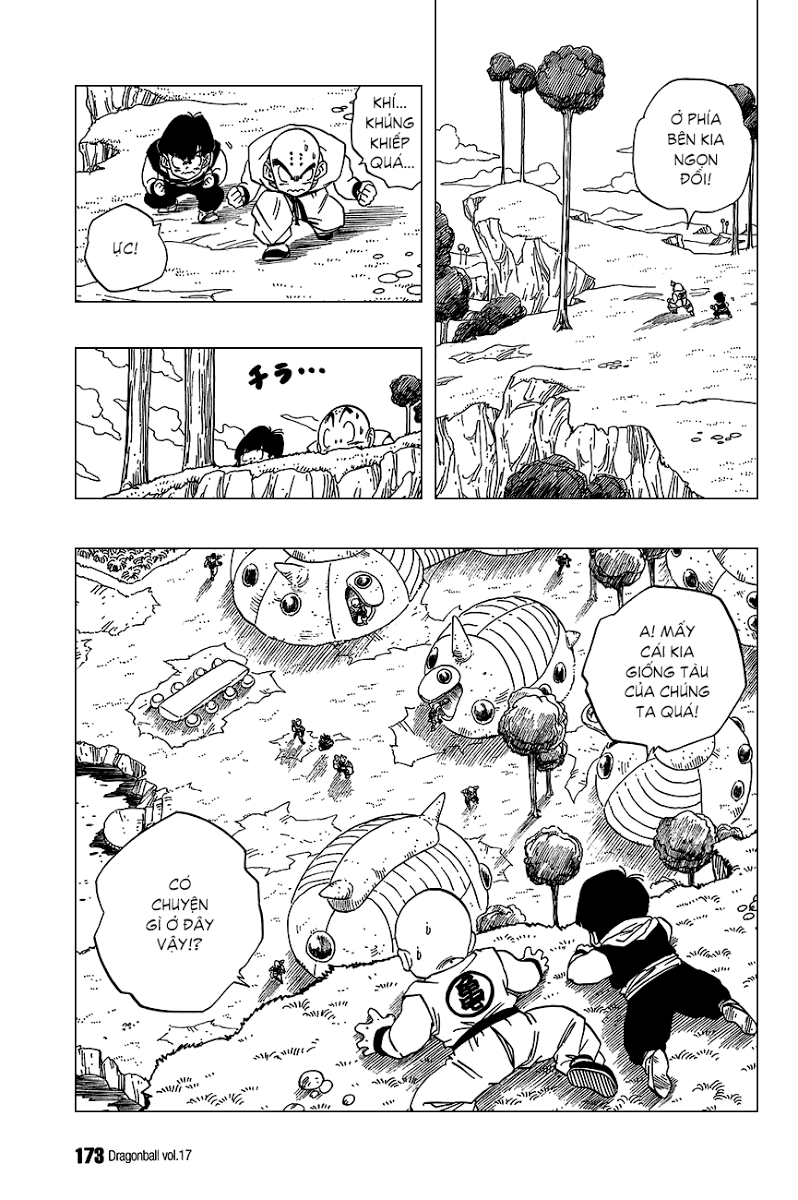 Ở PHÍA
BÊN KIA
NGỌN
ĐỒI!
KHÍ...
KHỦNG
KHIẾP
QUÁ...
ỰC!
チラ...
A! MẤY
CÁI KIA
GIỐNG TÀU
CỦA CHÚNG
TA QUÁ!
CÓ
CHUYỆN
GÌ Ở ĐÂY
VẬY!?
亀
173 Dragonball vol.17